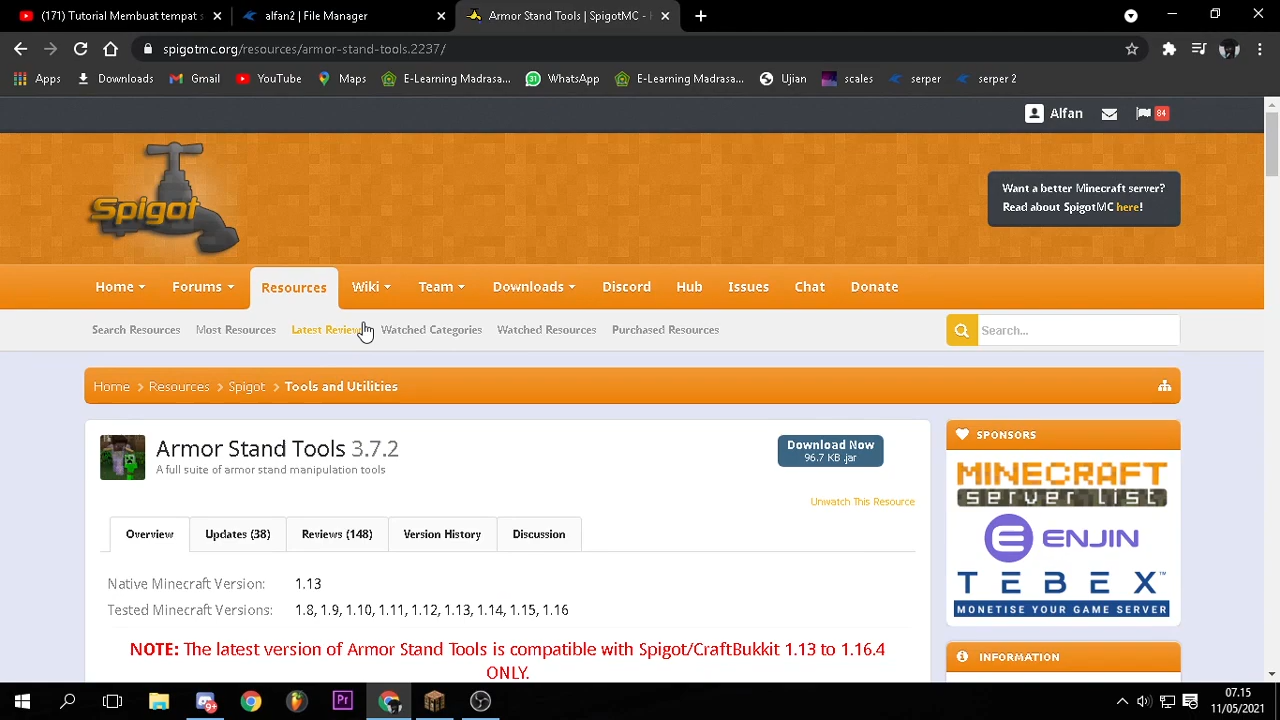 (171) Tutorial Membuat tempat s
alfan2 | File Manager
Armor Stand Tools | SpigotMC -
spigotmc.org/resources/armor-stand-tools.2237/
Apps
Downloads
Gmail
YouTube
Maps
E-Learning Madrasa...
WhatsApp
E-Learning Madrasa...
Ujian
scales
serper
serper 2
Alfan
84
Spigot
Want a better Minecraft server?
Read about SpigotMC here!
Home
Forums
Resources
Wiki
Team
Downloads
Discord
Hub
Issues
Chat
Donate
Search Resources
Most Resources
Latest Review
Watched Categories
Watched Resources
Purchased Resources
Search...
Home
Resources
Spigot
Tools and Utilities
Armor Stand Tools 3.7.2
A full suite of armor stand manipulation tools
Download Now
96.7 KB .jar
Unwatch This Resource
Overview
Updates (38)
Reviews (148)
Version History
Discussion
Native Minecraft Version: 1.13
Tested Minecraft Versions: 1.8, 1.9, 1.10, 1.11, 1.12, 1.13, 1.14, 1.15, 1.16
NOTE: The latest version of Armor Stand Tools is compatible with Spigot/CraftBukkit 1.13 to 1.16.4
ONLY.
SPONSORS
MINECRAFT
server list
ENJIN
TEBEX™
MONETISE YOUR GAME SERVER
INFORMATION
Pr
07.15
11/05/2021